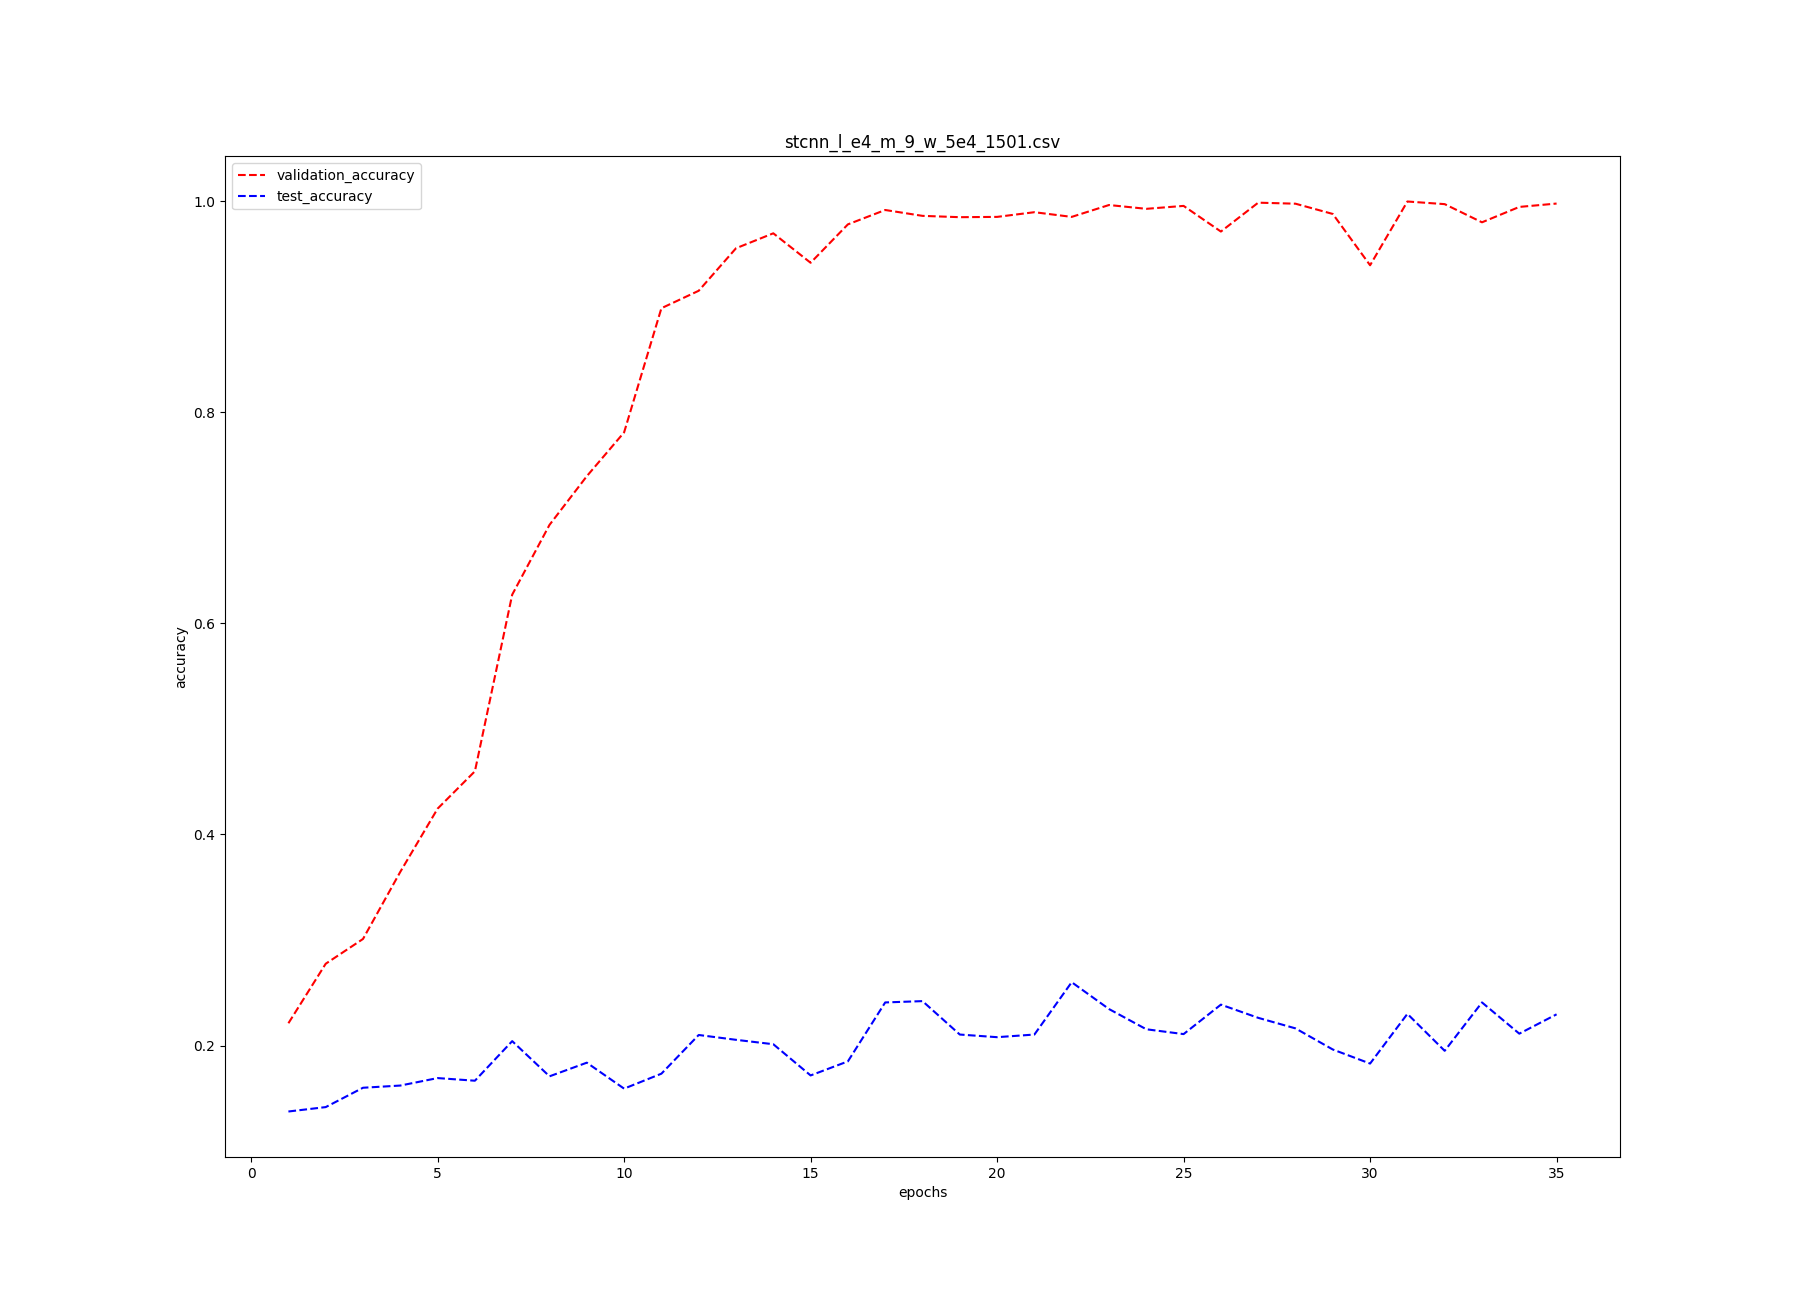 stcnn_l_e4_m_9_w_5e4_1501.csv
validation_accuracy
test_accuracy
1.0
0.8
0.6
0.4
0.2
accuracy
0 5 10 15 20 25 30 35
epochs